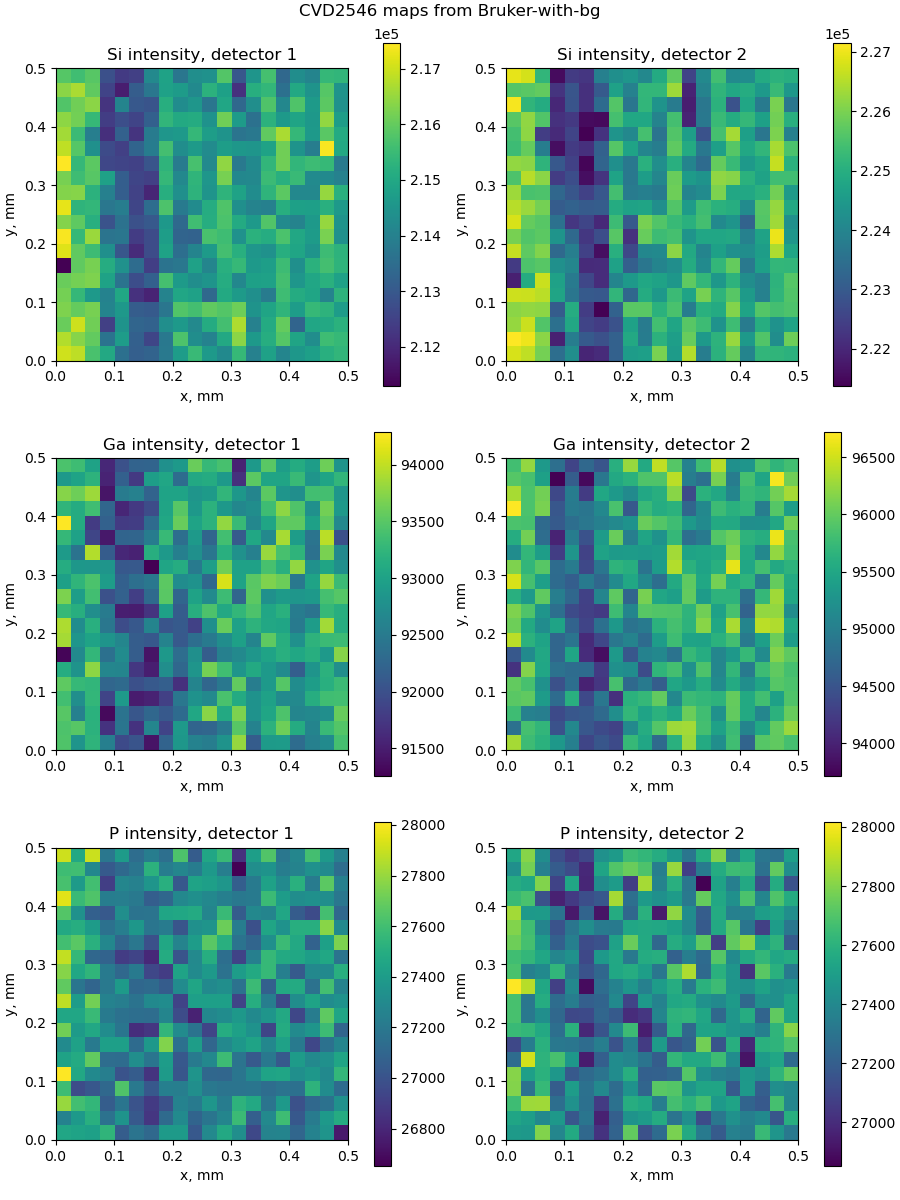 CVD2546 maps from Bruker-with-bg
Si intensity, detector 1
1e5
0.5
0.4
0.3
0.2
0.1
0.0
y, mm
0.0 0.1 0.2 0.3 0.4 0.5
x, mm
2.17
2.16
2.15
2.14
2.13
2.12
Si intensity, detector 2
1e5
0.5
0.4
0.3
0.2
0.1
0.0
y, mm
0.0 0.1 0.2 0.3 0.4 0.5
x, mm
2.27
2.26
2.25
2.24
2.23
2.22
Ga intensity, detector 1
0.5
0.4
0.3
0.2
0.1
0.0
y, mm
0.0 0.1 0.2 0.3 0.4 0.5
x, mm
94000
93500
93000
92500
92000
91500
Ga intensity, detector 2
0.5
0.4
0.3
0.2
0.1
0.0
y, mm
0.0 0.1 0.2 0.3 0.4 0.5
x, mm
96500
96000
95500
95000
94500
94000
P intensity, detector 1
0.5
0.4
0.3
0.2
0.1
0.0
y, mm
0.0 0.1 0.2 0.3 0.4 0.5
x, mm
28000
27800
27600
27400
27200
27000
26800
P intensity, detector 2
0.5
0.4
0.3
0.2
0.1
0.0
y, mm
0.0 0.1 0.2 0.3 0.4 0.5
x, mm
28000
27800
27600
27400
27200
27000